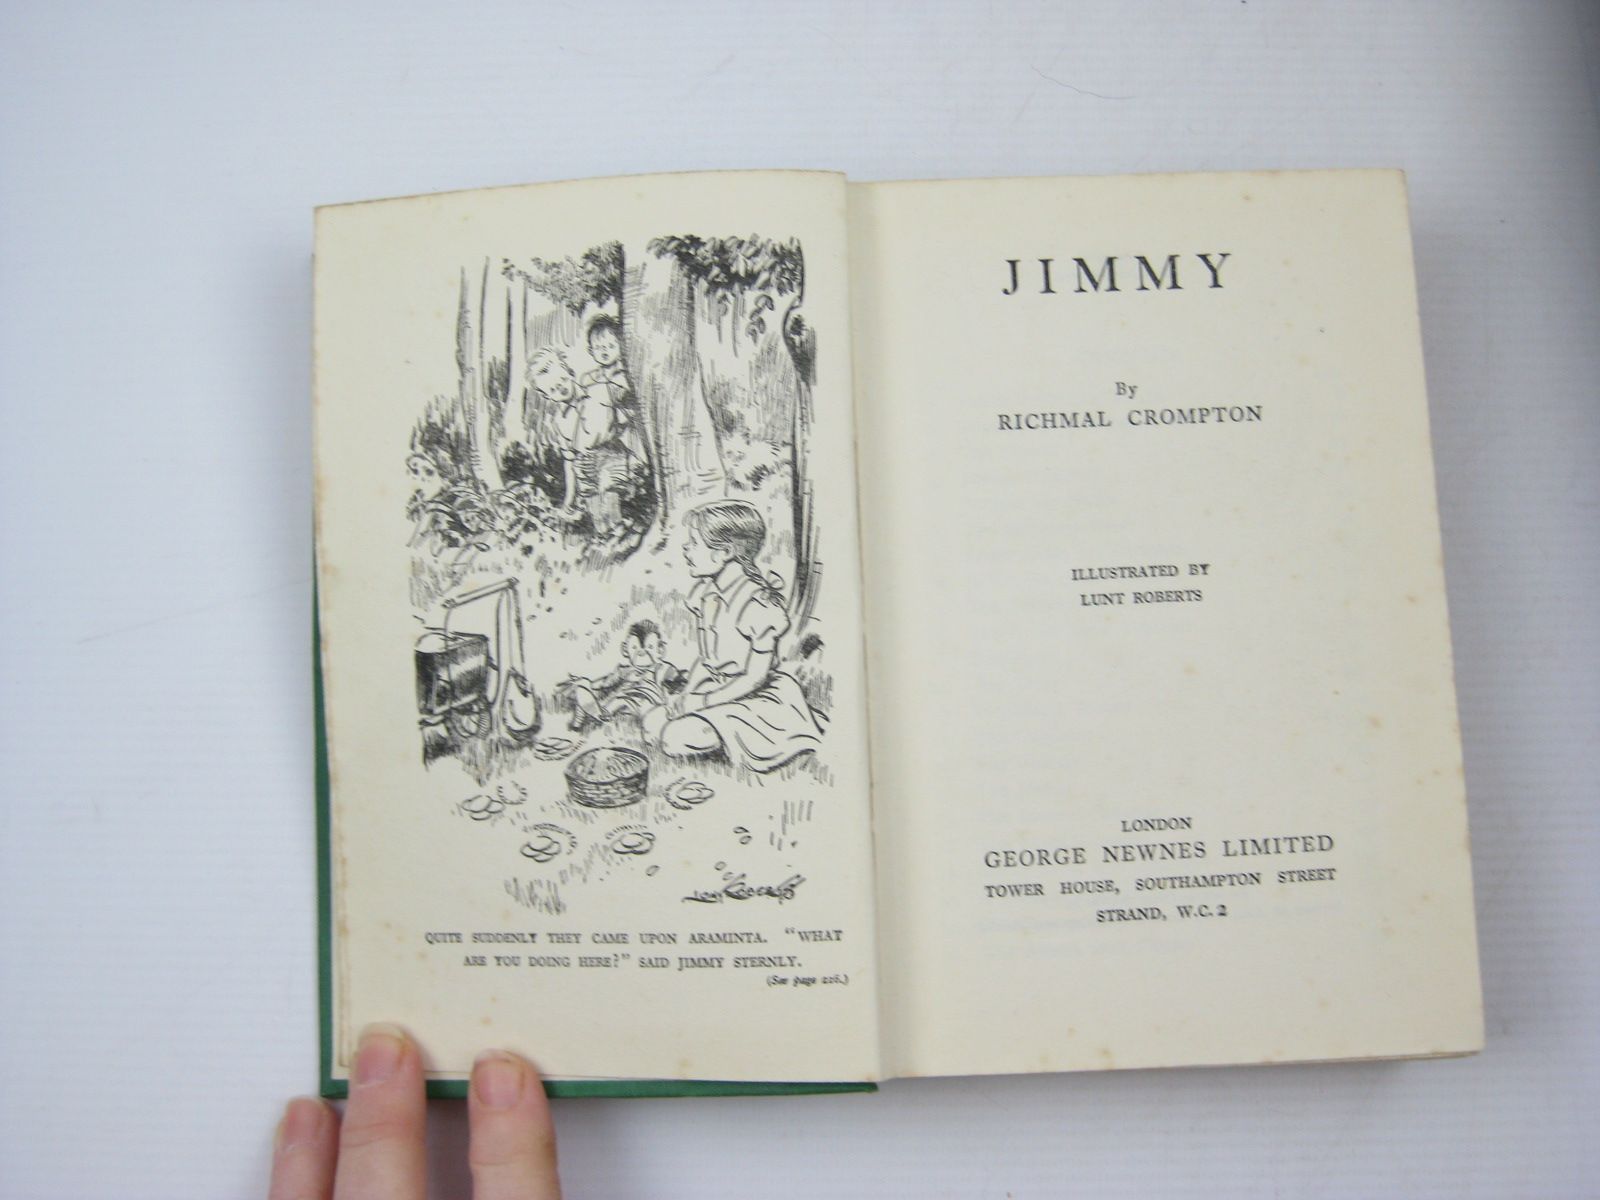 QUITE SUDDENLY THEY CAME UPON ARAMINTA. "WHAT
ARE YOU DOING HERE?" SAID JIMMY STERNLY.
(See page 216.)
JIMMY
By
RICHMAL CROMPTON
ILLUSTRATED BY
LUNT ROBERTS
LONDON
GEORGE NEWNES LIMITED
TOWER HOUSE, SOUTHAMPTON STREET
STRAND, W.C.2